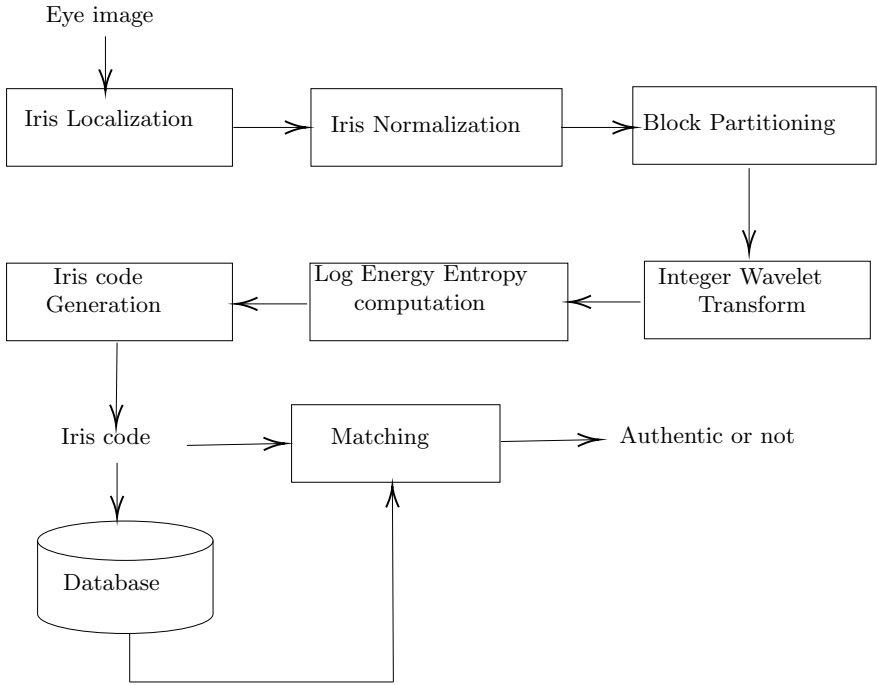 Eye image
Iris Localization
Iris Normalization
Block Partitioning
Iris code
Generation
Log Energy Entropy
computation
Integer Wavelet
Transform
Iris code
Matching
Authentic or not
Database